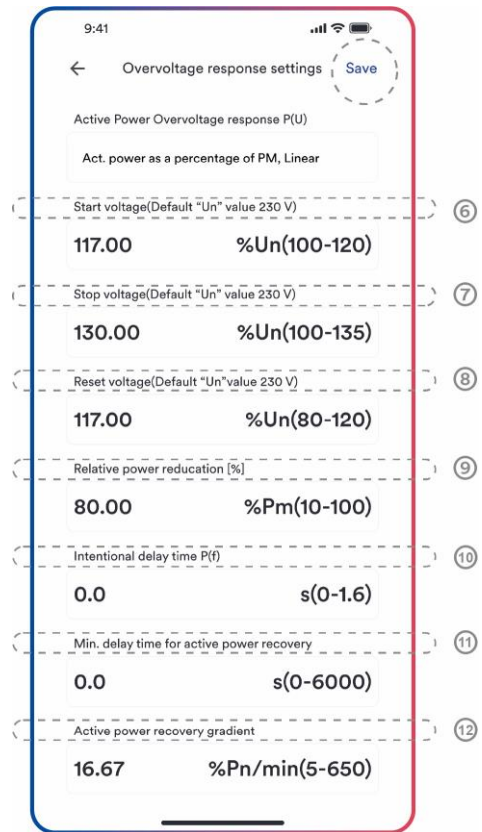 9:41
Overvoltage response settings Save
Active Power Overvoltage response P(U)
Act. power as a percentage of PM, Linear
Start voltage(Default “Un” value 230 V)
6
117.00 %Un(100-120)
Stop voltage(Default “Un” value 230 V)
7
130.00 %Un(100-135)
Reset voltage(Default “Un”value 230 V)
8
117.00 %Un(80-120)
Relative power reducation [%]
9
80.00 %Pm(10-100)
Intentional delay time P(f)
10
0.0 s(0-1.6)
Min. delay time for active power recovery
11
0.0 s(0-6000)
Active power recovery gradient
12
16.67 %Pn/min(5-650)